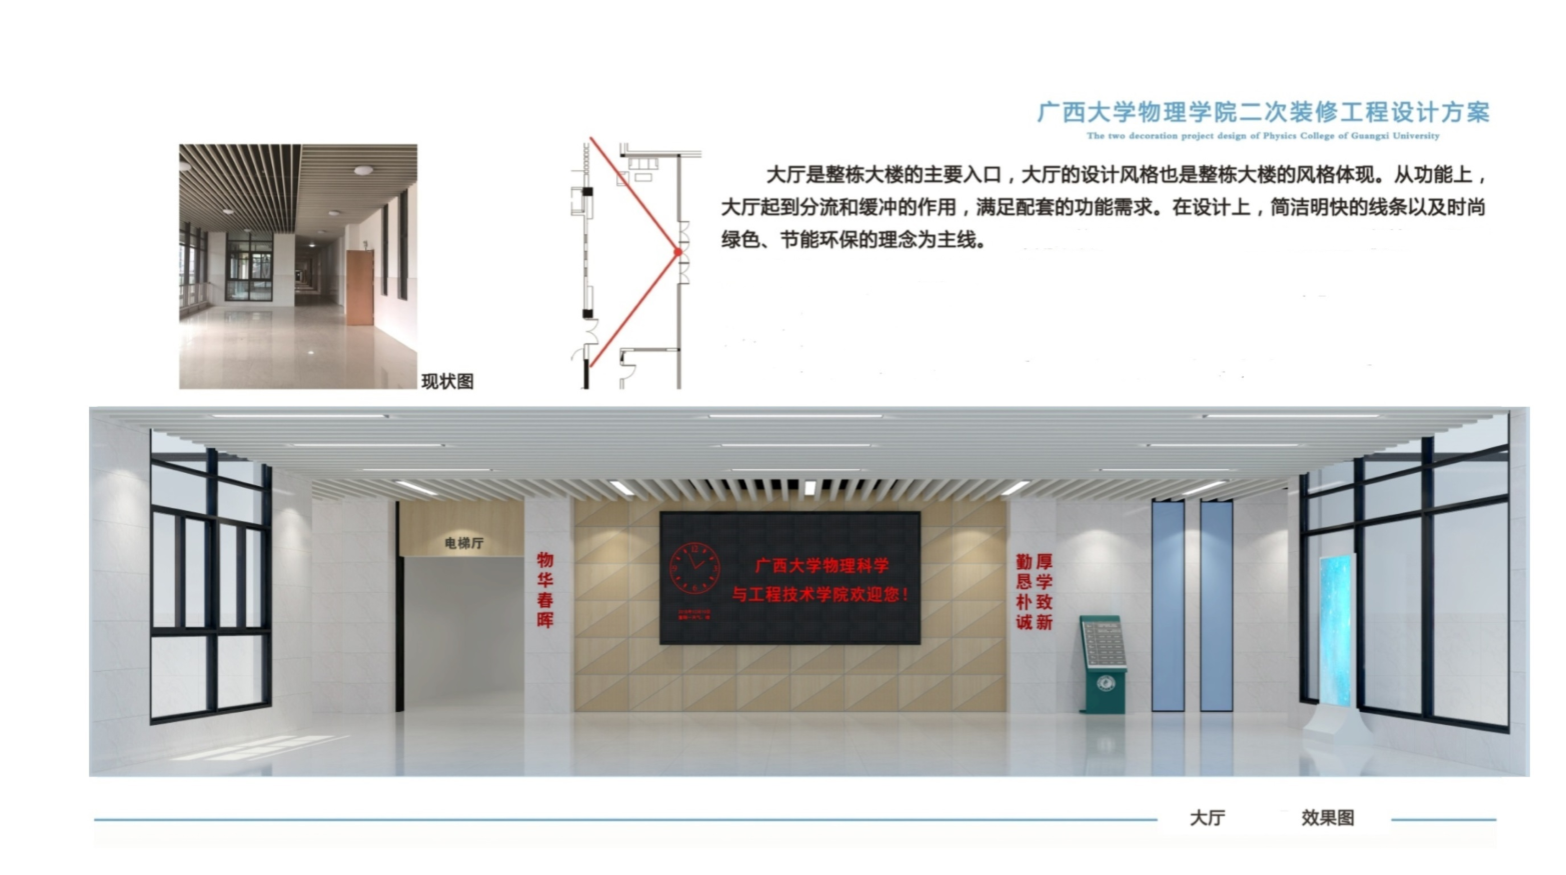 广西大学物理学院二次装修工程设计方案
The two decoration project design of Physics College of Guangxi University
大厅是整栋大楼的主要入口，大厅的设计风格也是整栋大楼的风格体现。从功能上，
大厅起到分流和缓冲的作用，满足配套的功能需求。在设计上，简洁明快的线条以及时尚
绿色、节能环保的理念为主线。
现状图
电梯厅
物华春晖
广西大学物理科学
与工程技术学院欢迎您！
厚学致新
勤恳朴诚
大厅
效果图